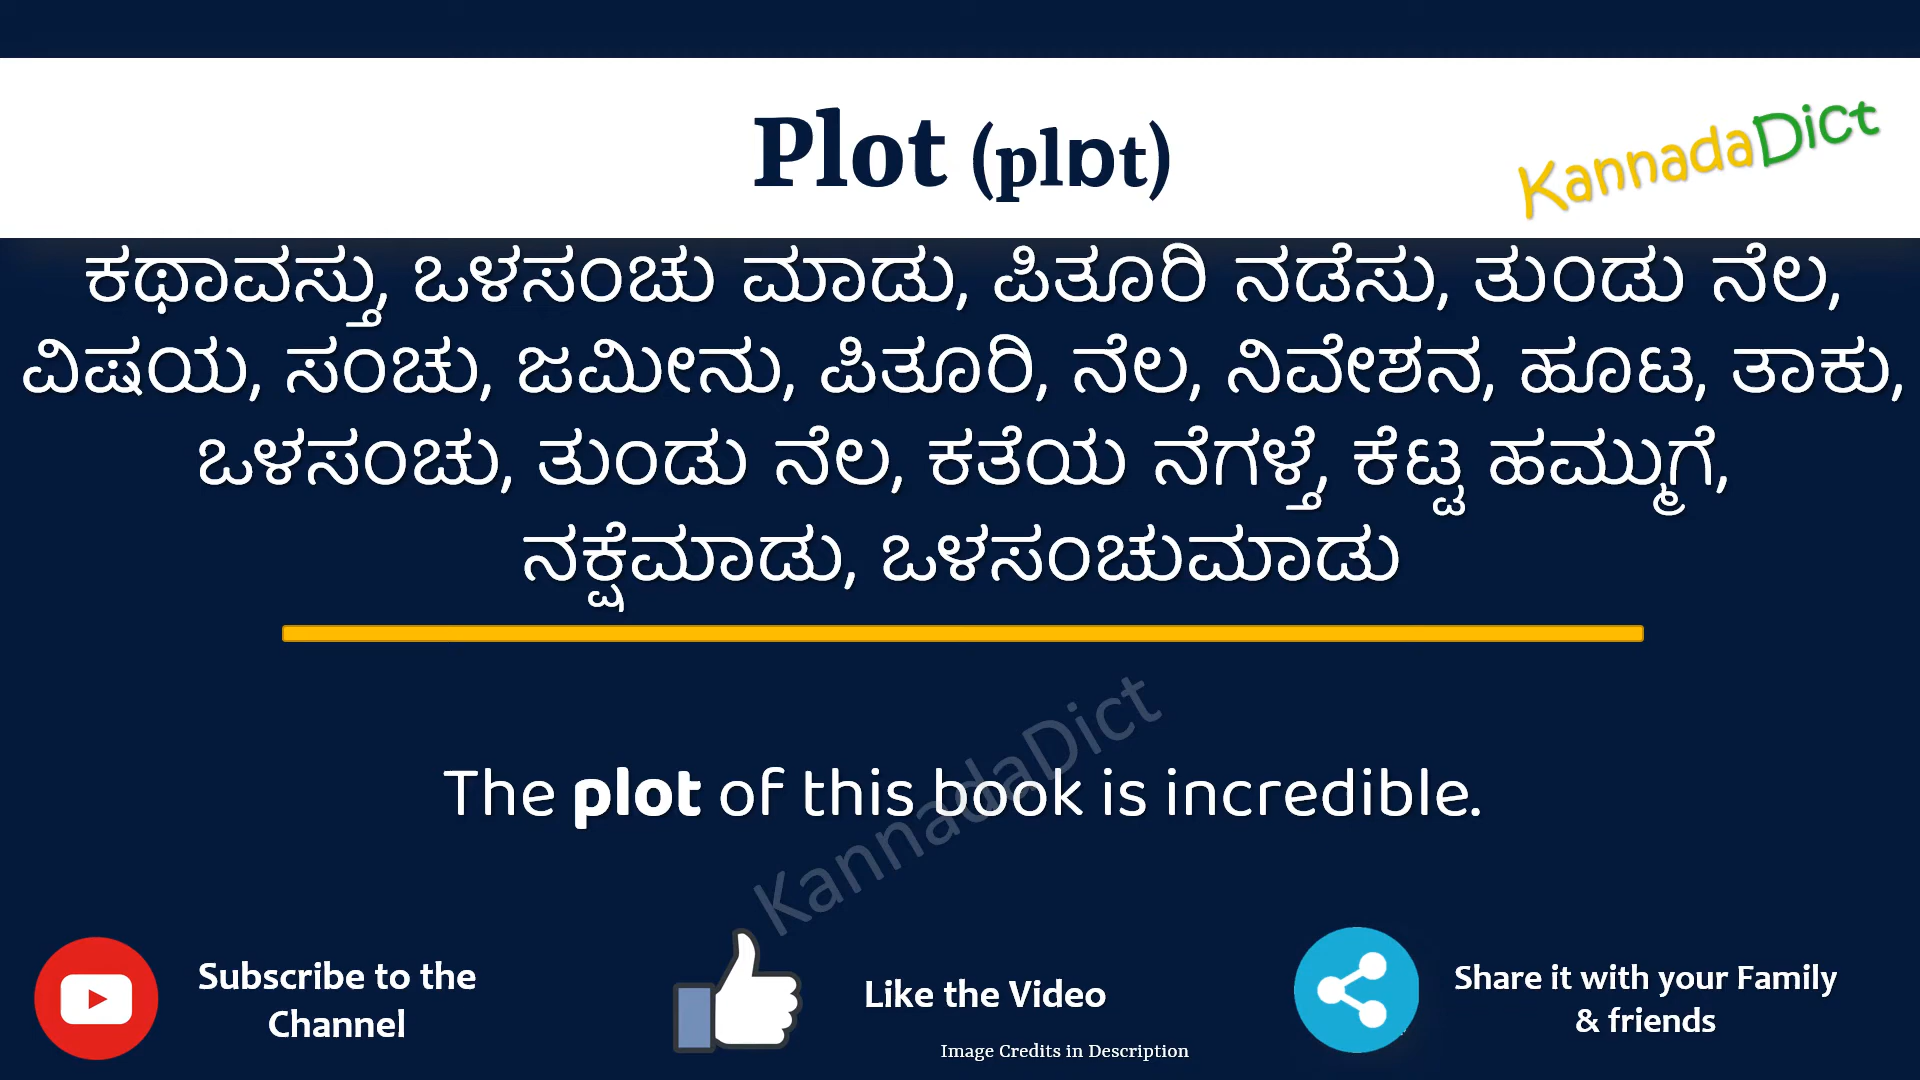 Plot (plɒt)
KannadaDict
ಕಥಾವಸ್ತು, ಒಳಸಂಚು ಮಾಡು, ಪಿತೂರಿ ನಡೆಸು, ತುಂಡು ನೆಲ,
ವಿಷಯ, ಸಂಚು, ಜಮೀನು, ಪಿತೂರಿ, ನೆಲ, ನಿವೇಶನ, ಹೂಟ, ತಾಕು,
ಒಳಸಂಚು, ತುಂಡು ನೆಲ, ಕತೆಯ ನೆಗಳ್ತೆ, ಕೆಟ್ಟ ಹಮ್ಮುಗೆ,
ನಕ್ಷೆಮಾಡು, ಒಳಸಂಚುಮಾಡು
KannadaDict
The plot of this book is incredible.
Subscribe to the
Channel
Like the Video
Share it with your Family
& friends
Image Credits in Description